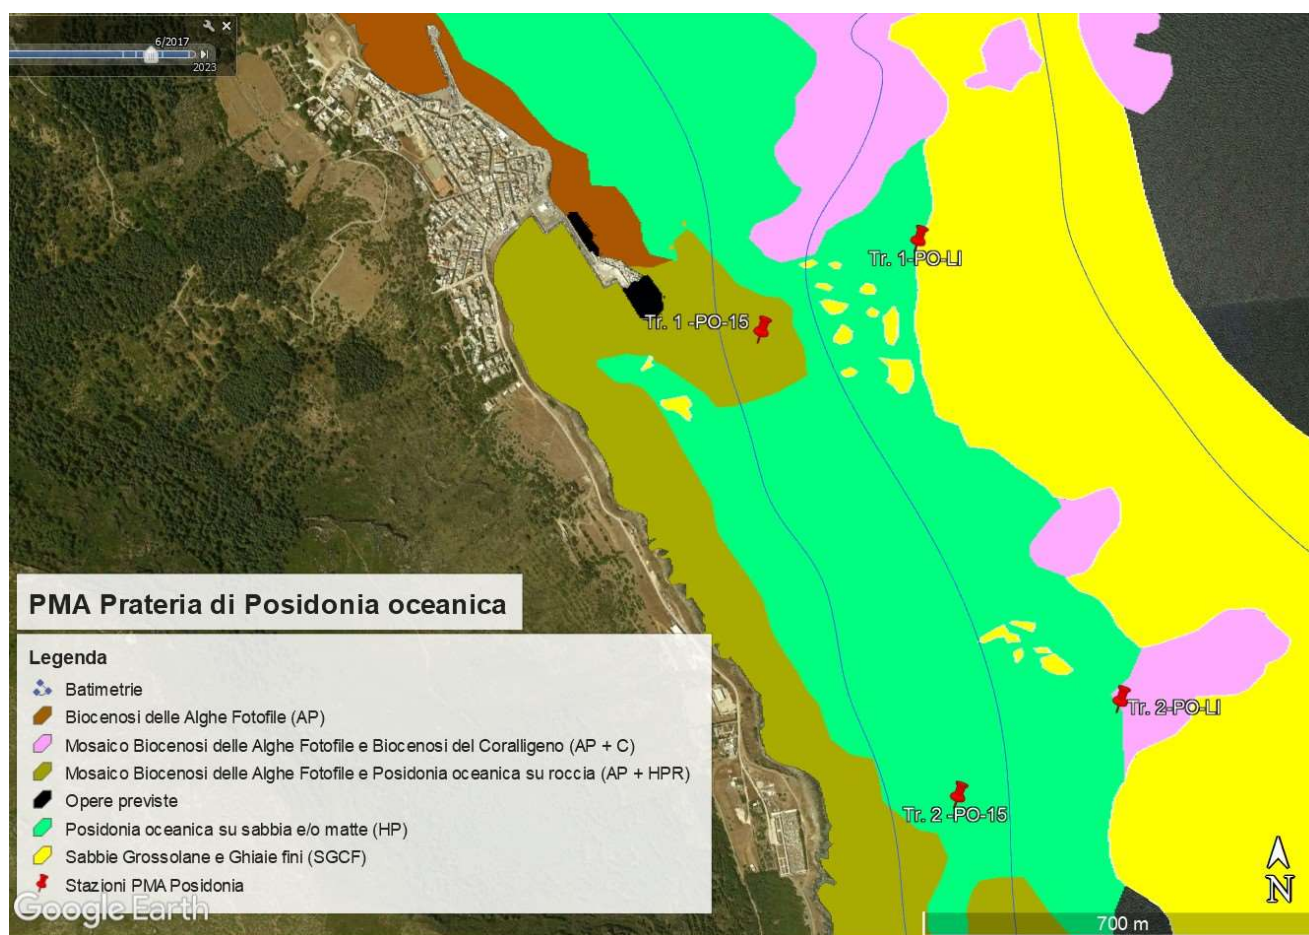 6/2017
2023
Tr. 1-PO-LI
Tr. 1 -PO-15
Tr. 2-PO-LI
Tr. 2 -PO-15
PMA Prateria di Posidonia oceanica
Legenda
Batimetrie
Biocenosi delle Alghe Fotofile (AP)
Mosaico Biocenosi delle Alghe Fotofile e Biocenosi del Coralligeno (AP + C)
Mosaico Biocenosi delle Alghe Fotofile e Posidonia oceanica su roccia (AP + HPR)
Opere previste
Posidonia oceanica su sabbia e/o matte (HP)
Sabbie Grossolane e Ghiaie fini (SGCF)
Stazioni PMA Posidonia
Google Earth
N
700 m